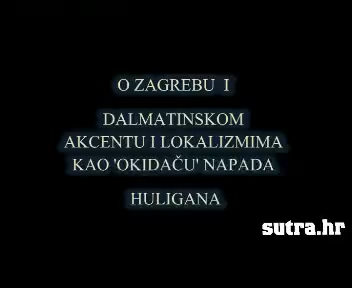 O ZAGREBU I
DALMATINSKOM
AKCENTU I LOKALIZMIMA
KAO 'OKIDAČU' NAPADA
HULIGANA
sutra.hr